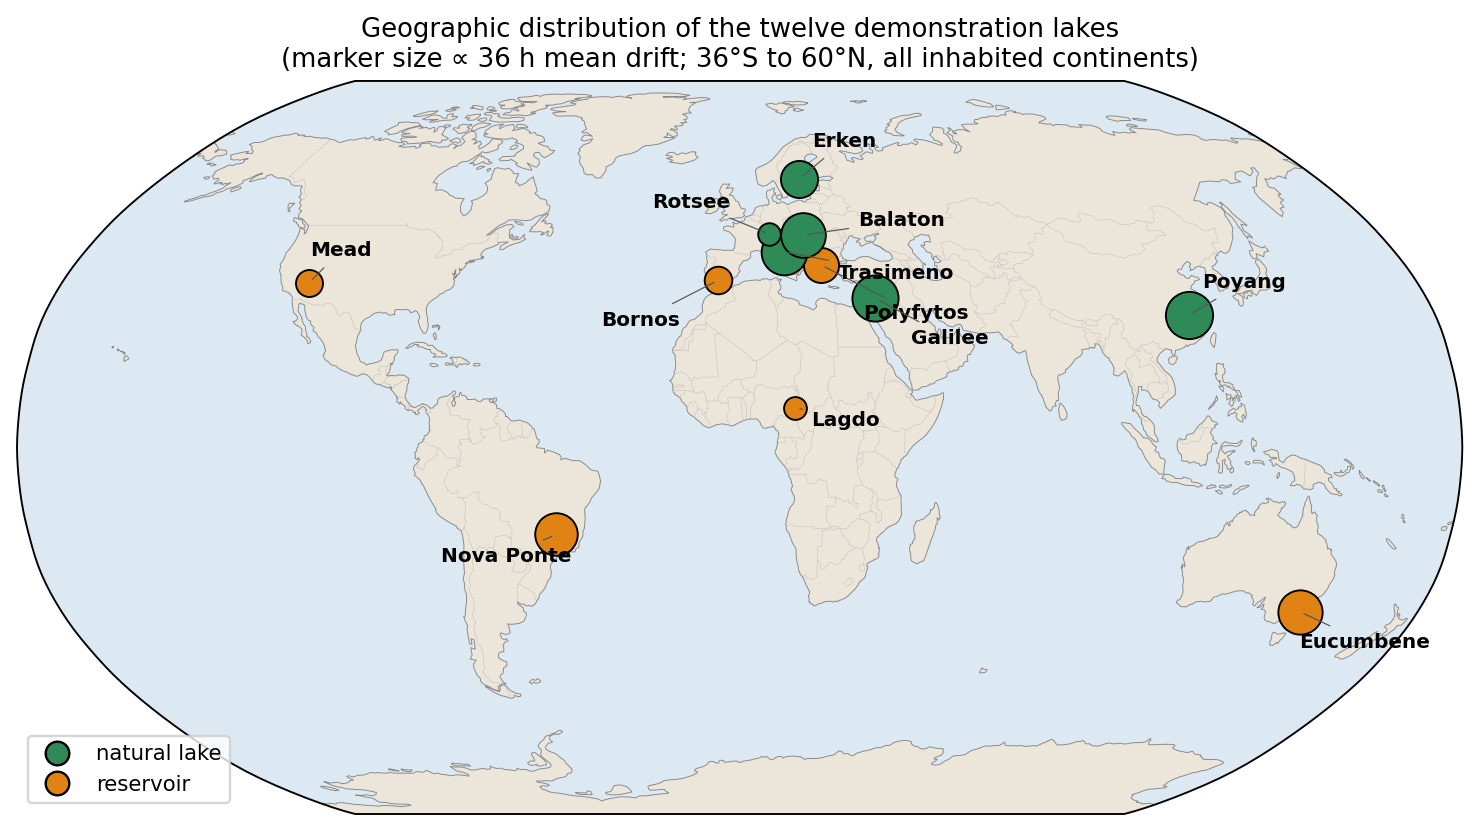 Geographic distribution of the twelve demonstration lakes
(marker size ∝ 36 h mean drift; 36°S to 60°N, all inhabited continents)
Erken
Rotsee
Balaton
Mead
Trasimeno
Poyang
Polyfytos
Bornos
Galilee
Lagdo
Nova Ponte
Eucumbene
natural lake
reservoir